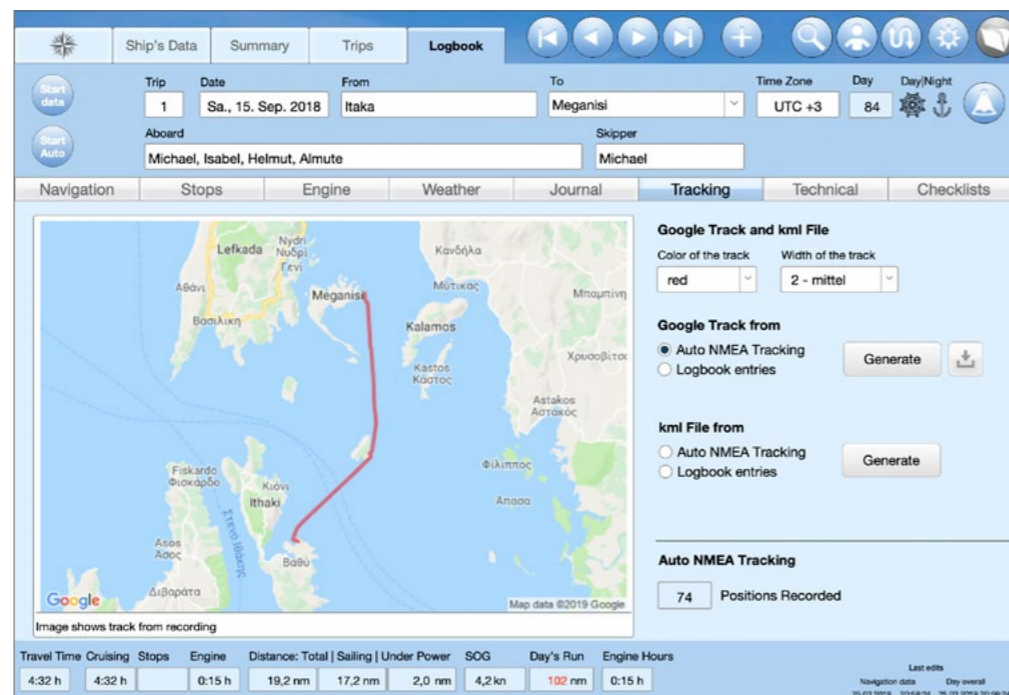 Ship's Data Summary Trips Logbook
Start data
Trip Date From To Time Zone Day Day|Night
1 Sa., 15. Sep. 2018 Itaka Meganisi UTC +3 84
Start Auto
Aboard Skipper
Michael, Isabel, Helmut, Almute Michael
Navigation Stops Engine Weather Journal Tracking Technical Checklists
Lefkada
Nydri
Νυδρί
Γενί
Κανδήλα
Αθάνι
Meganisi
Μύτικας
Μπαμπίνη
Βασιλική
Kalamos
Kastos
Κάστος
Χρυσοβίτσι
Astakos
Αστακός
Fiskardo
Φισκάρδο
Κιόνι
Ithaki
Φίλιππος
Άπασα
Στενό Ιθάκης
Asos
Άσος
Βαθύ
Διβαράτα
Google
Map data ©2019 Google
Image shows track from recording
Google Track and kml File
Color of the track Width of the track
red 2 - mittel
Google Track from
Auto NMEA Tracking
Logbook entries
Generate
kml File from
Auto NMEA Tracking
Logbook entries
Generate
Auto NMEA Tracking
74 Positions Recorded
Travel Time Cruising Stops Engine Distance: Total | Sailing | Under Power SOG Day's Run Engine Hours
4:32 h 4:32 h 0:15 h 19,2 nm 17,2 nm 2,0 nm 4,2 kn 102 nm 0:15 h
Last edits
Navigation data Day overall